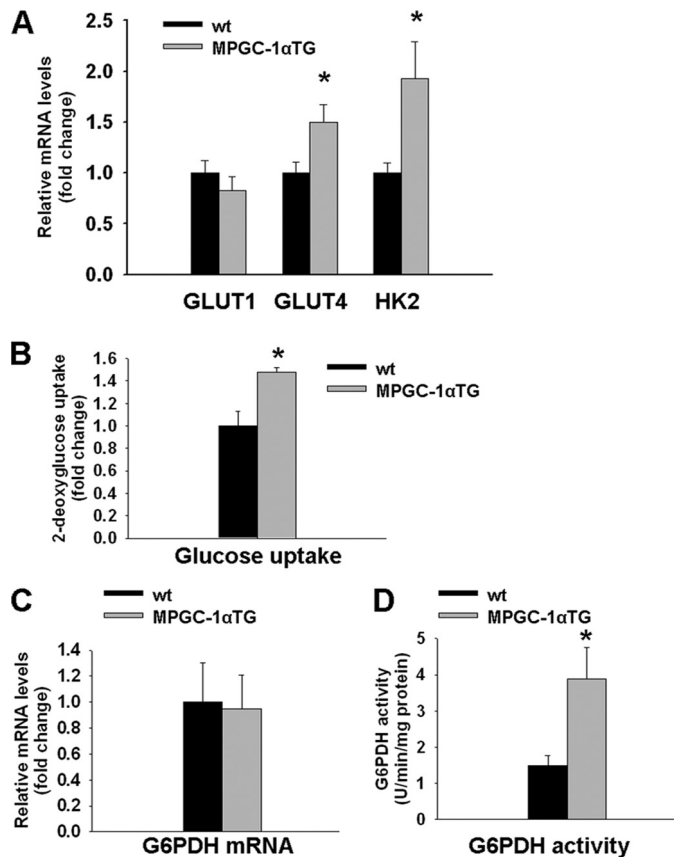 A
wt
MPGC-1αTG
Relative mRNA levels
(fold change)
2.5
2.0
1.5
1.0
0.5
0.0
*
*
GLUT1 GLUT4 HK2
B
wt
MPGC-1αTG
2-deoxyglucose uptake
(fold change)
1.6
1.4
1.2
1.0
0.8
0.6
0.4
0.2
0.0
*
Glucose uptake
C
wt
MPGC-1αTG
Relative mRNA levels
(fold change)
1.4
1.2
1.0
0.8
0.6
0.4
0.2
0.0
G6PDH mRNA
D
wt
MPGC-1αTG
G6PDH activity
(U/min/mg protein)
5
4
3
2
1
0
*
G6PDH activity